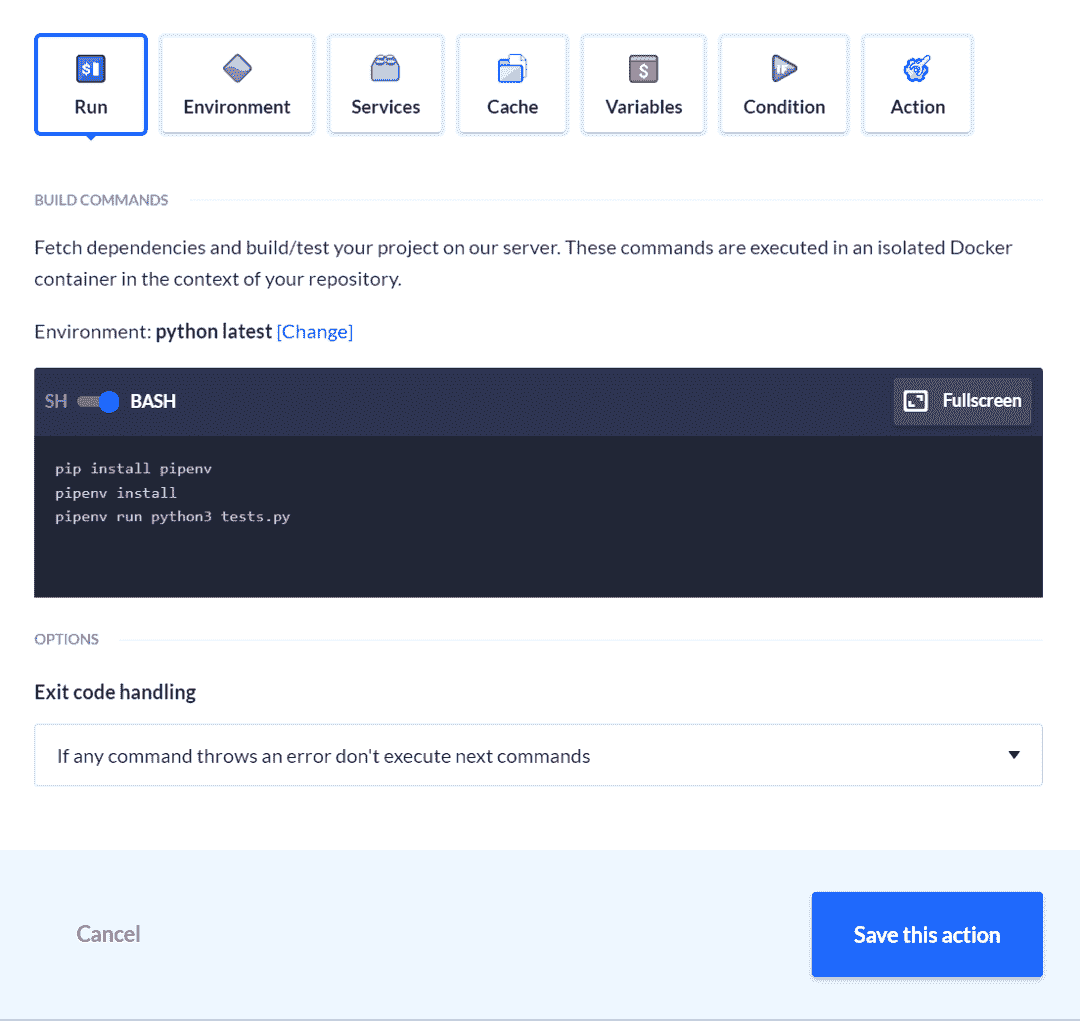 Run
Environment
Services
Cache
Variables
Condition
Action
BUILD COMMANDS
Fetch dependencies and build/test your project on our server. These commands are executed in an isolated Docker
container in the context of your repository.
Environment: python latest [Change]
SH BASH Fullscreen
pip install pipenv
pipenv install
pipenv run python3 tests.py
OPTIONS
Exit code handling
If any command throws an error don't execute next commands
Cancel
Save this action